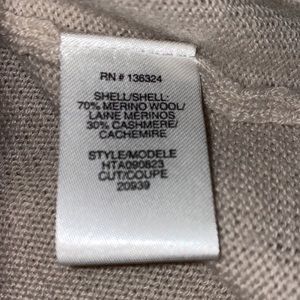 RN # 136324
SHELL/SHELL:
70% MERINO WOOL/
LAINE MERINOS
30% CASHMERE/
CACHEMIRE
STYLE/MODELE
HTA090823
CUT/COUPE
20939